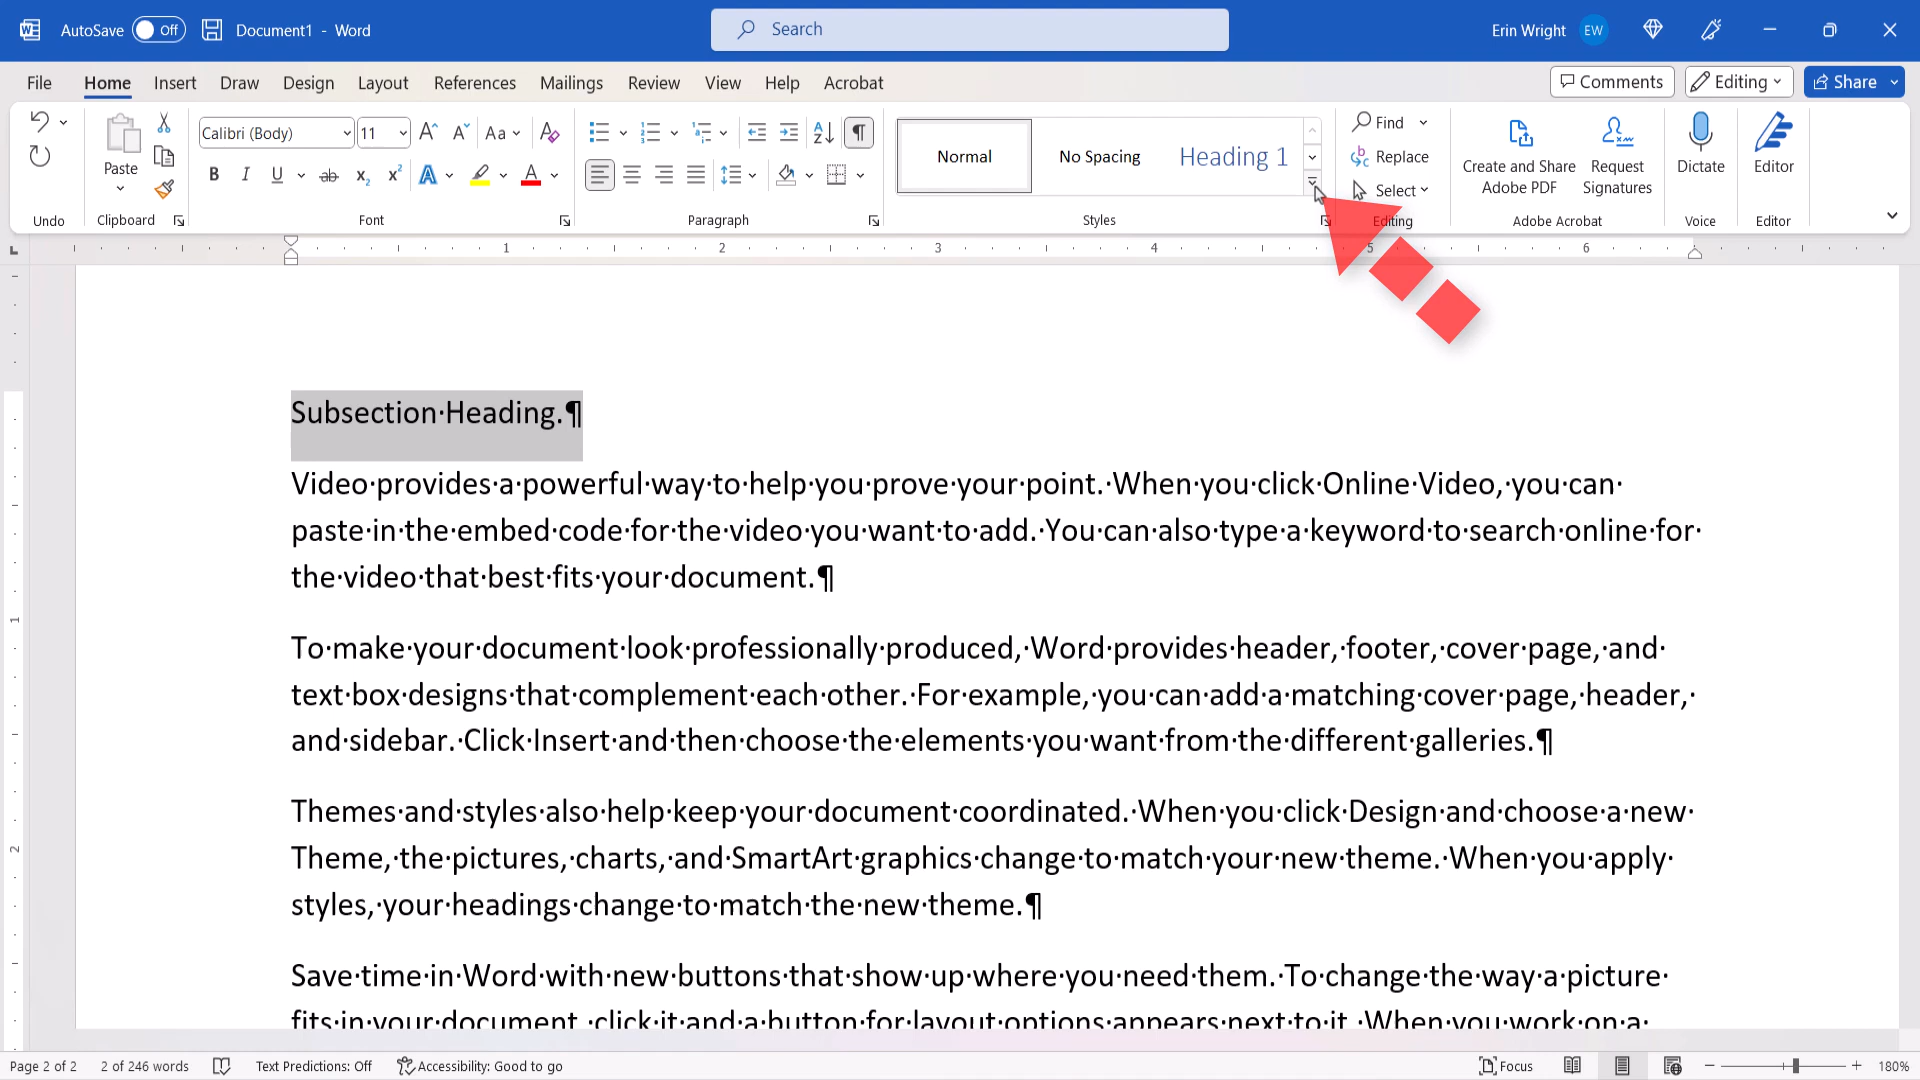 AutoSave Off Document1 - Word Search Erin Wright EW
File Home Insert Draw Design Layout References Mailings Review View Help Acrobat Comments Editing Share
Calibri (Body) 11 Aa
Paste
B I U ab x2 x2 A A
Normal No Spacing Heading 1
Find
Replace
Select
Create and Share
Adobe PDF
Request
Signatures
Dictate
Editor
Undo Clipboard Font Paragraph Styles Editing Adobe Acrobat Voice Editor
1 2 3 4 5 6
Subsection·Heading.¶
Video·provides·a·powerful·way·to·help·you·prove·your·point.·When·you·click·Online·Video,·you·can·
paste·in·the·embed·code·for·the·video·you·want·to·add.·You·can·also·type·a·keyword·to·search·online·for·
the·video·that·best·fits·your·document.¶
To·make·your·document·look·professionally·produced,·Word·provides·header,·footer,·cover·page,·and·
text·box·designs·that·complement·each·other.·For·example,·you·can·add·a·matching·cover·page,·header,·
and·sidebar.·Click·Insert·and·then·choose·the·elements·you·want·from·the·different·galleries.¶
Themes·and·styles·also·help·keep·your·document·coordinated.·When·you·click·Design·and·choose·a·new·
Theme,·the·pictures,·charts,·and·SmartArt·graphics·change·to·match·your·new·theme.·When·you·apply·
styles,·your·headings·change·to·match·the·new·theme.¶
Save·time·in·Word·with·new·buttons·that·show·up·where·you·need·them.·To·change·the·way·a·picture·
fits·in·your·document,·click·it·and·a·button·for·layout·options·appears·next·to·it.·When·you·work·on·a·
1
2
Page 2 of 2 2 of 246 words Text Predictions: Off Accessibility: Good to go Focus 180%